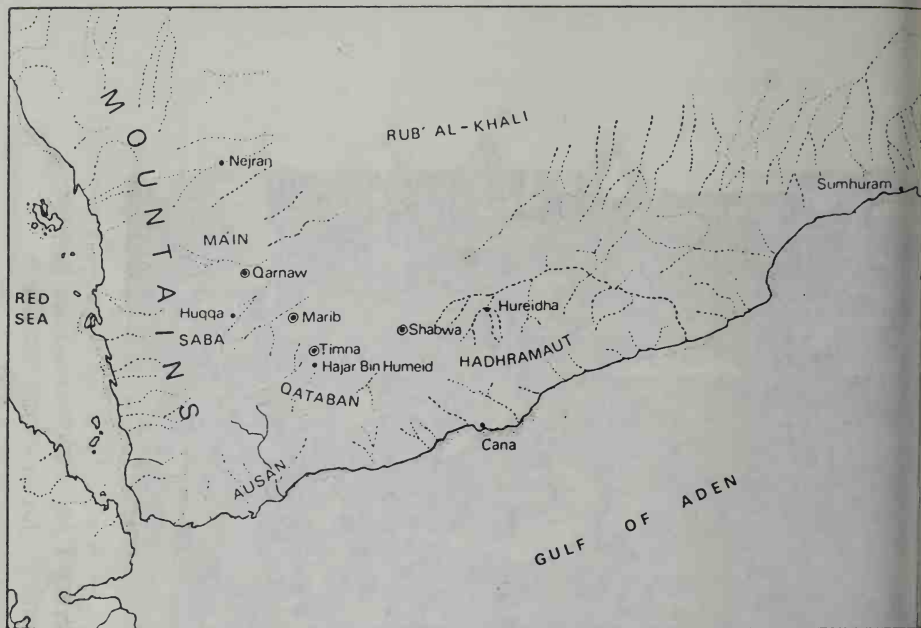 MOUNTAINS
RUB' AL-KHALI
Nejran
Sumhuram
MAIN
Qarnaw
RED
SEA
Huqqa
Marib
Shabwa
Hureidha
SABA
Timna
HADHRAMAUT
Hajar Bin Humeid
QATABAN
Cana
AUSAN
GULF OF ADEN